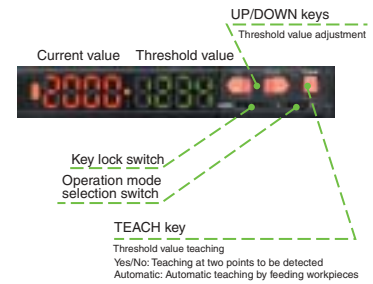 UP/DOWN keys
Threshold value adjustment
Current value Threshold value
2000
Key lock switch
Operation mode
selection switch
TEACH key
Threshold value teaching
Yes/No: Teaching at two points to be detected
Automatic: Automatic teaching by feeding workpieces